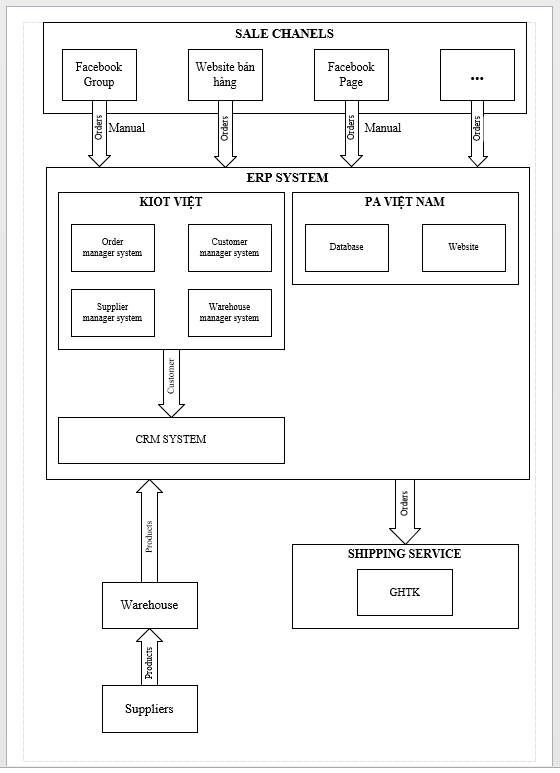 SALE CHANELS
Facebook
Group
Website bán
hàng
Facebook
Page
...
Orders
Manual
Orders
Orders
Manual
Orders
ERP SYSTEM
KIOT VIỆT
PA VIỆT NAM
Order
manager system
Customer
manager system
Database
Website
Supplier
manager system
Warehouse
manager system
Customer
CRM SYSTEM
Products
Orders
SHIPPING SERVICE
GHTK
Warehouse
Products
Suppliers